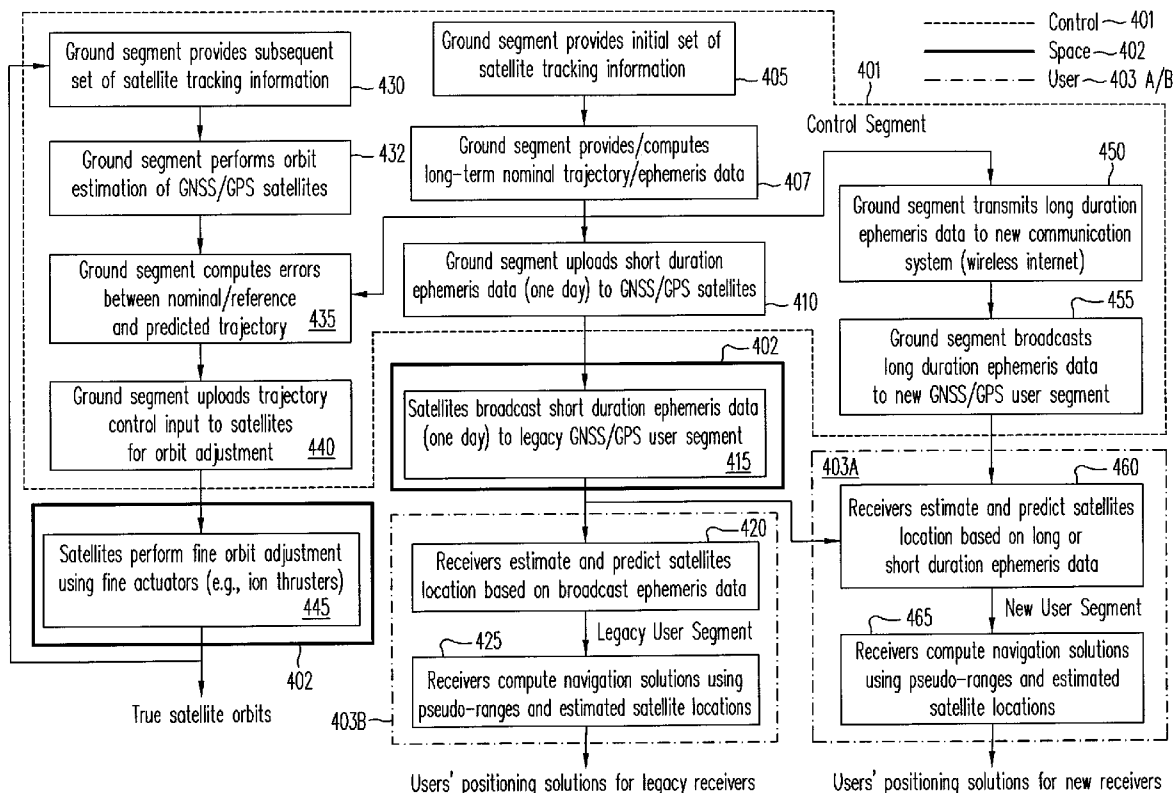 Control 401
Space 402
User 403 A/B
401
Control Segment
Ground segment provides subsequent
set of satellite tracking information
430
Ground segment performs orbit
estimation of GNSS/GPS satellites
432
Ground segment computes errors
between nominal/reference
and predicted trajectory
435
Ground segment uploads trajectory
control input to satellites
for orbit adjustment
440
Satellites perform fine orbit adjustment
using fine actuators (e.g., ion thrusters)
445
402
True satellite orbits
Ground segment provides initial set of
satellite tracking information
405
Ground segment provides/computes
long-term nominal trajectory/ephemeris data
407
Ground segment uploads short duration
ephemeris data (one day) to GNSS/GPS satellites
410
402
Satellites broadcast short duration ephemeris data
(one day) to legacy GNSS/GPS user segment
415
420
Receivers estimate and predict satellites
location based on broadcast ephemeris data
Legacy User Segment
425
Receivers compute navigation solutions using
pseudo-ranges and estimated satellite locations
403B
Users' positioning solutions for legacy receivers
450
Ground segment transmits long duration
ephemeris data to new communication
system (wireless internet)
455
Ground segment broadcasts
long duration ephemeris data
to new GNSS/GPS user segment
403A
460
Receivers estimate and predict satellites
location based on long or
short duration ephemeris data
New User Segment
465
Receivers compute navigation solutions
using pseudo-ranges and estimated
satellite locations
Users' positioning solutions for new receivers